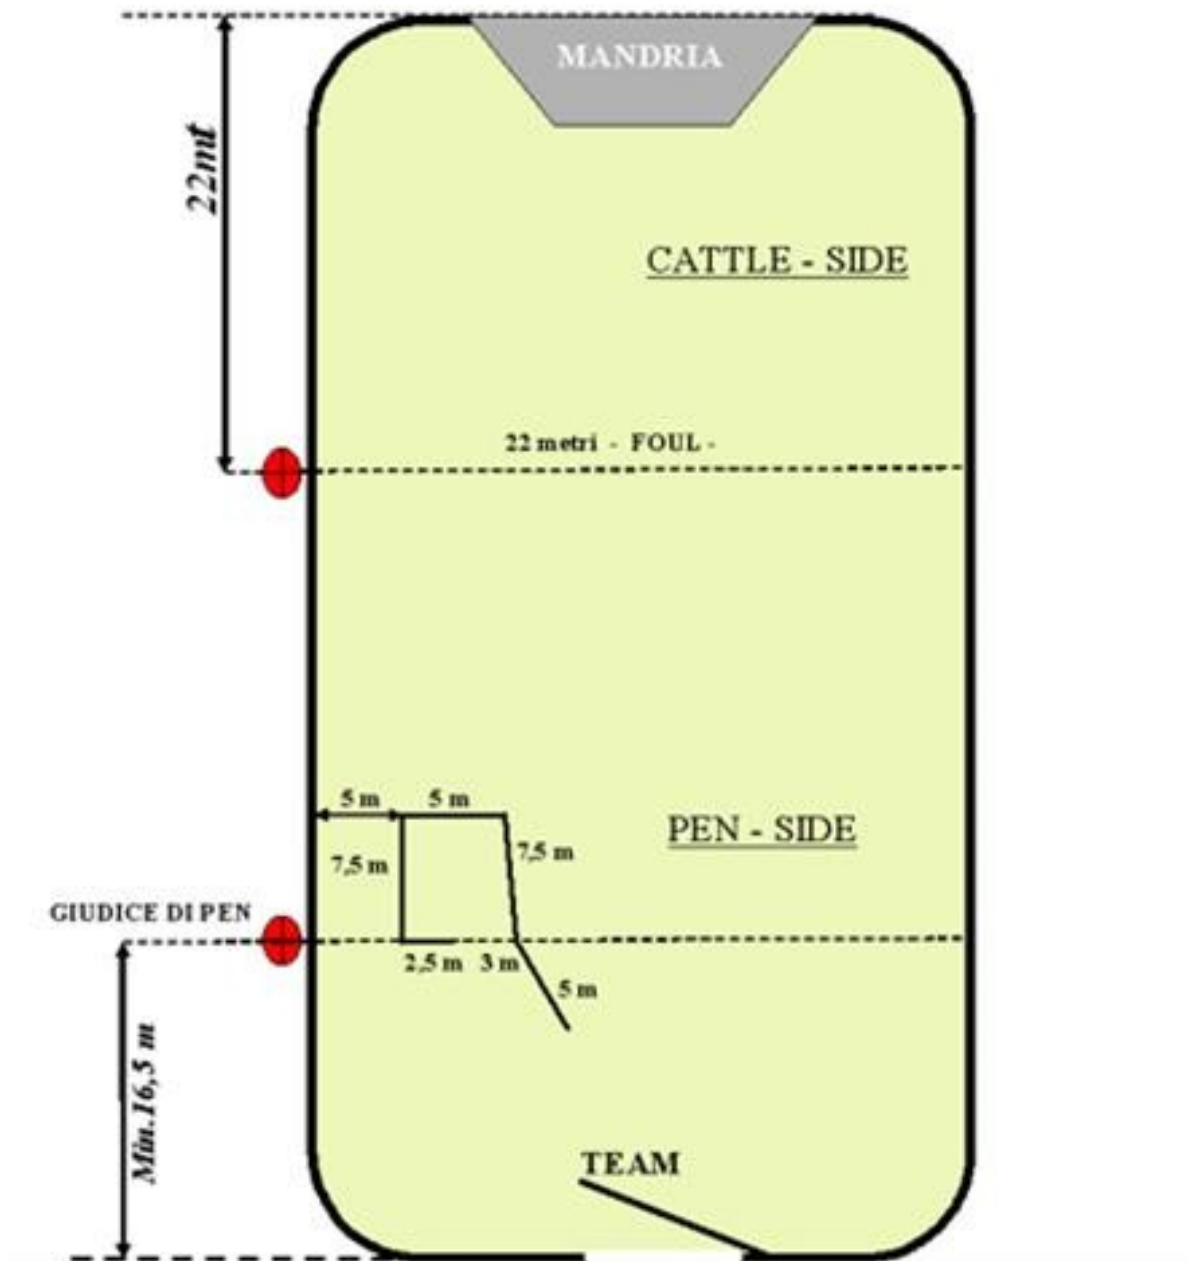 MANDRIA
22mt
CATTLE - SIDE
22 metri - FOUL -
5 m
5 m
7,5 m
7,5 m
PEN - SIDE
GIUDICE DI PEN
2,5 m
3 m
5 m
Min.16,5 m
TEAM